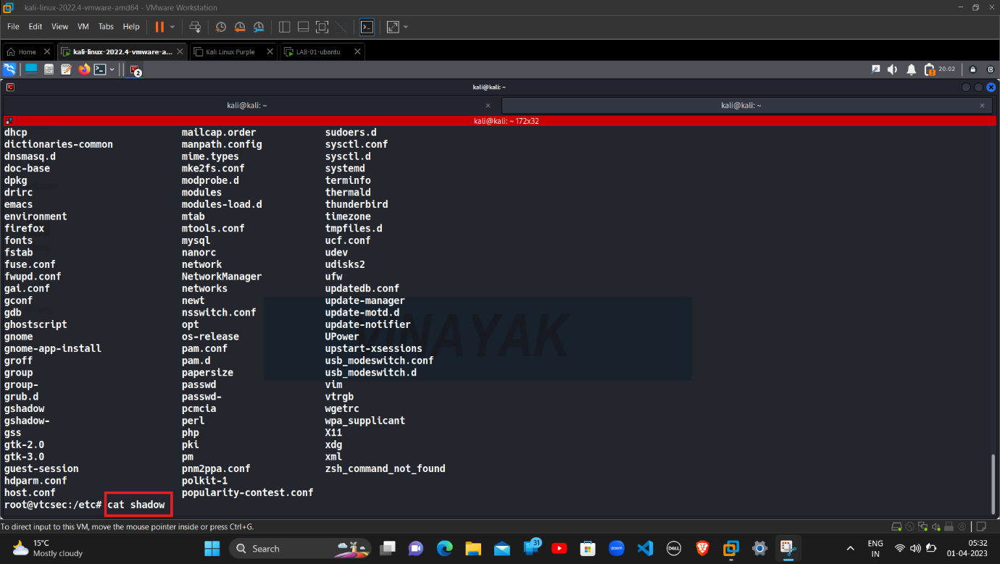 kali-linux-2022.4-vmware-amd64 - VMware Workstation
File Edit View VM Tabs Help
Home kali-linux-2022.4-vmware-a... Kali Linux Purple LAB-01-ubantu
2 20:02
kali@kali: ~
kali@kali: ~ kali@kali: ~
kali@kali: ~ 172x32
dhcp mailcap.order sudoers.d
dictionaries-common manpath.config sysctl.conf
dnsmasq.d mime.types sysctl.d
doc-base mke2fs.conf systemd
dpkg modprobe.d terminfo
drirc modules thermald
emacs modules-load.d thunderbird
environment mtab timezone
firefox mtools.conf tmpfiles.d
fonts mysql ucf.conf
fstab nanorc udev
fuse.conf network udisks2
fwupd.conf NetworkManager ufw
gai.conf networks updatedb.conf
gconf newt update-manager
gdb nsswitch.conf update-motd.d
ghostscript opt update-notifier
gnome os-release UPower
VINAYAK
gnome-app-install pam.conf upstart-xsessions
groff pam.d usb_modeswitch.conf
group papersize usb_modeswitch.d
group- passwd vim
grub.d passwd- vtrgb
gshadow pcmcia wgetrc
gshadow- perl wpa_supplicant
gss php X11
gtk-2.0 pki xdg
gtk-3.0 pm xml
guest-session pnm2ppa.conf zsh_command_not_found
hdparm.conf polkit-1
host.conf popularity-contest.conf
root@vtcsec:/etc# cat shadow
To direct input to this VM, move the mouse pointer inside or press Ctrl+G.
15°C
Mostly cloudy
Search
31
zoom
DELL
ENG
IN
05:32
01-04-2023